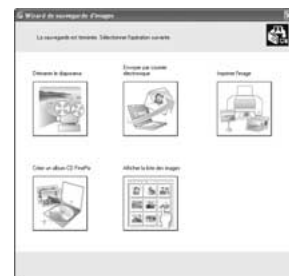 Wizard de sauvegarde d'images
La sauvegarde est terminée. Sélectionner l'opération suivante.
Démarrer le diaporama
Envoyer par courrier
électronique
Imprimer l'image
Créer un album CD FinePix
Afficher la liste des images